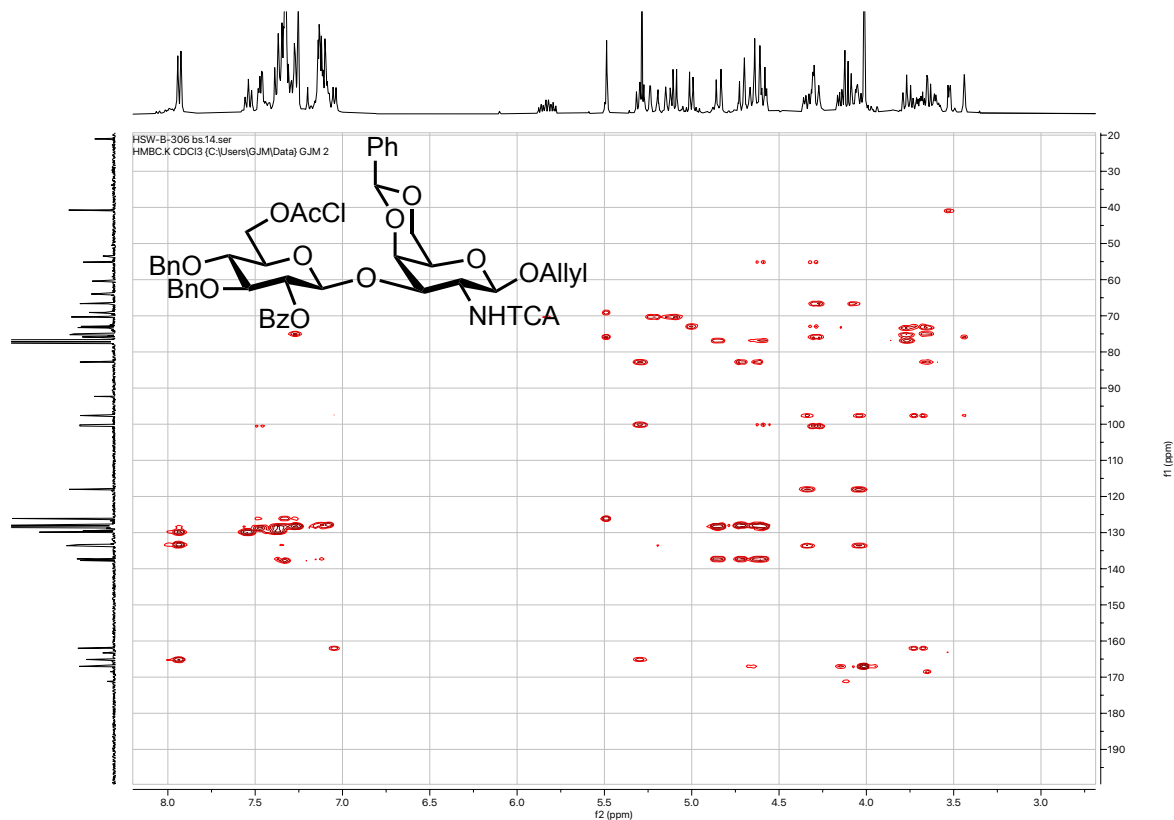 HSW-B-306 bs.14.ser
HMBC.K CDCl3 {C:\Users\GJM\Data} GJM 2
Ph
O
O
OAcCl
O
O
BnO
BnO
O
OAllyl
BzO
NHTCA
20
30
40
50
60
70
80
90
100
110
120
130
140
150
160
170
180
190
f1 (ppm)
8.0 7.5 7.0 6.5 6.0 5.5 5.0 4.5 4.0 3.5 3.0
f2 (ppm)